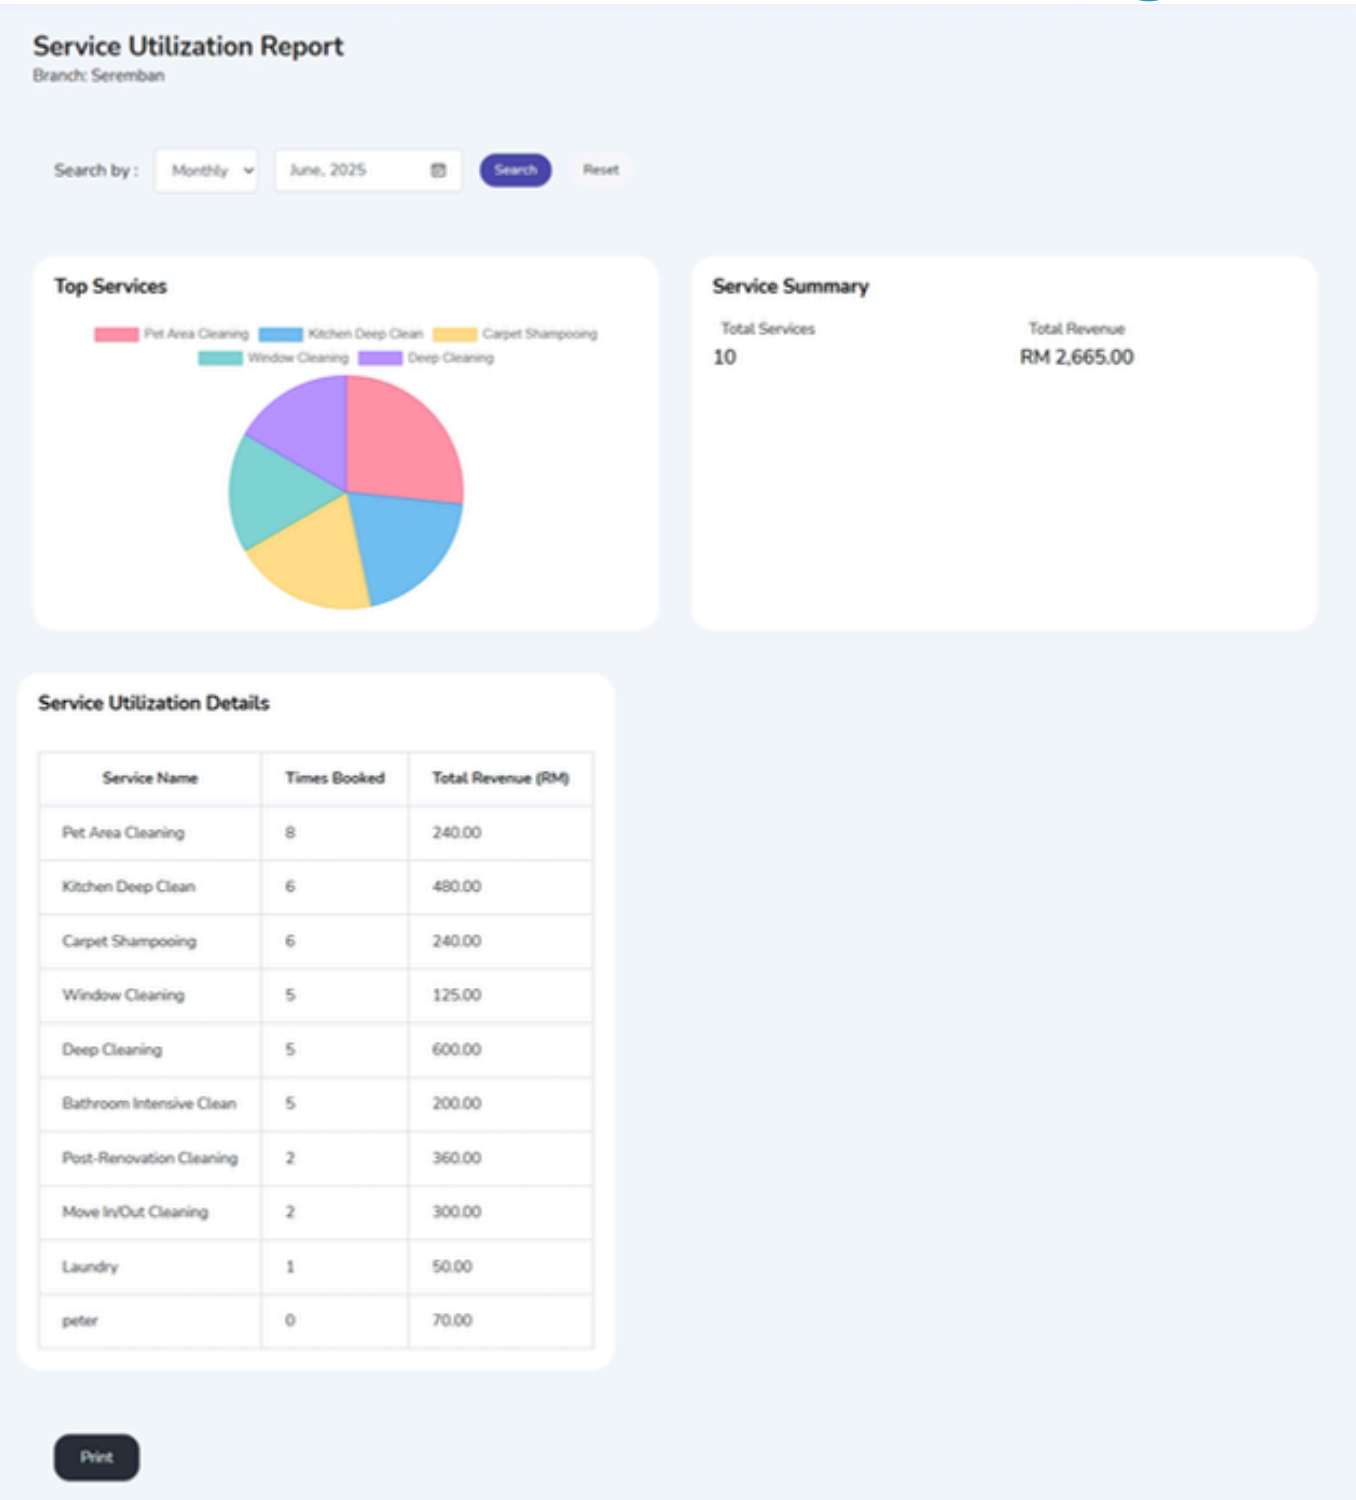 Service Utilization Report
Branch: Seremban
Search by : Monthly June, 2025 Search Reset
Top Services
Pet Area Cleaning Kitchen Deep Clean Carpet Shampooing
Window Cleaning Deep Cleaning
Service Summary
Total Services Total Revenue
10 RM 2,665.00
Service Utilization Details
Service Name Times Booked Total Revenue (RM)
Pet Area Cleaning 8 240.00
Kitchen Deep Clean 6 480.00
Carpet Shampooing 6 240.00
Window Cleaning 5 125.00
Deep Cleaning 5 600.00
Bathroom Intensive Clean 5 200.00
Post-Renovation Cleaning 2 360.00
Move In/Out Cleaning 2 300.00
Laundry 1 50.00
peter 0 70.00
Print